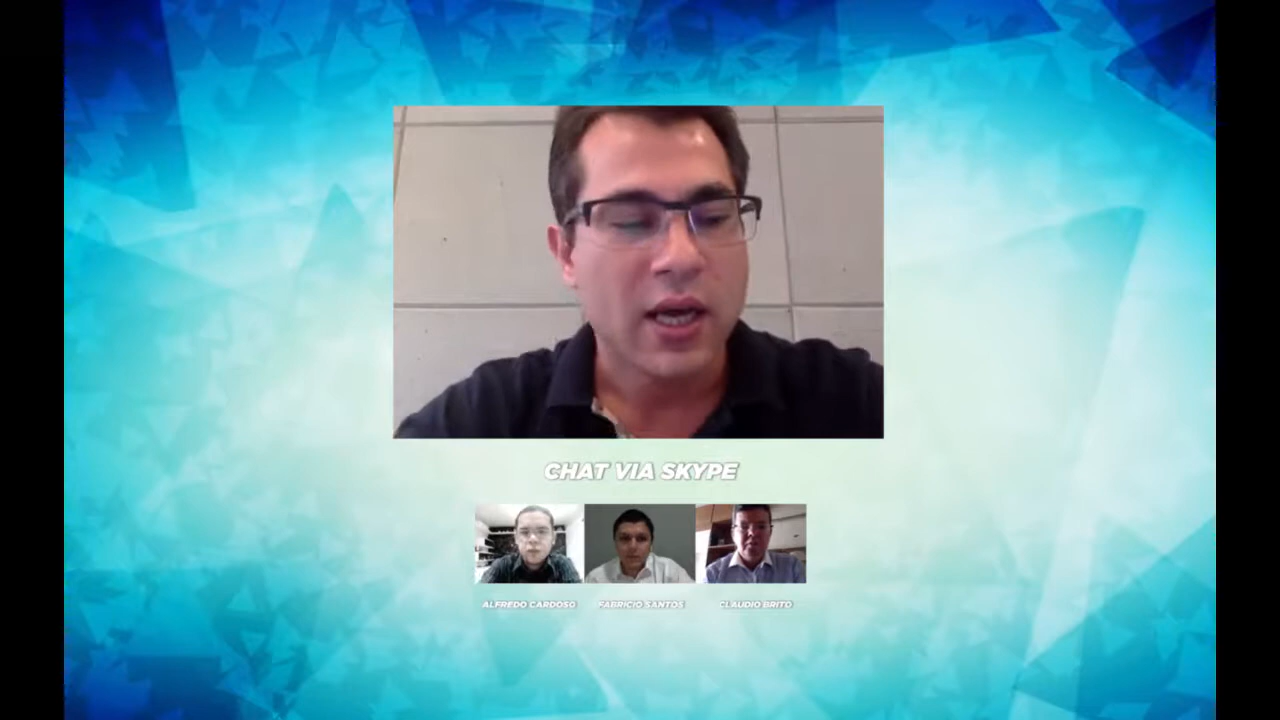 CHAT VIA SKYPE
ALFREDO CARDOSO
FABRICIO SANTOS
CLAUDIO BRITO